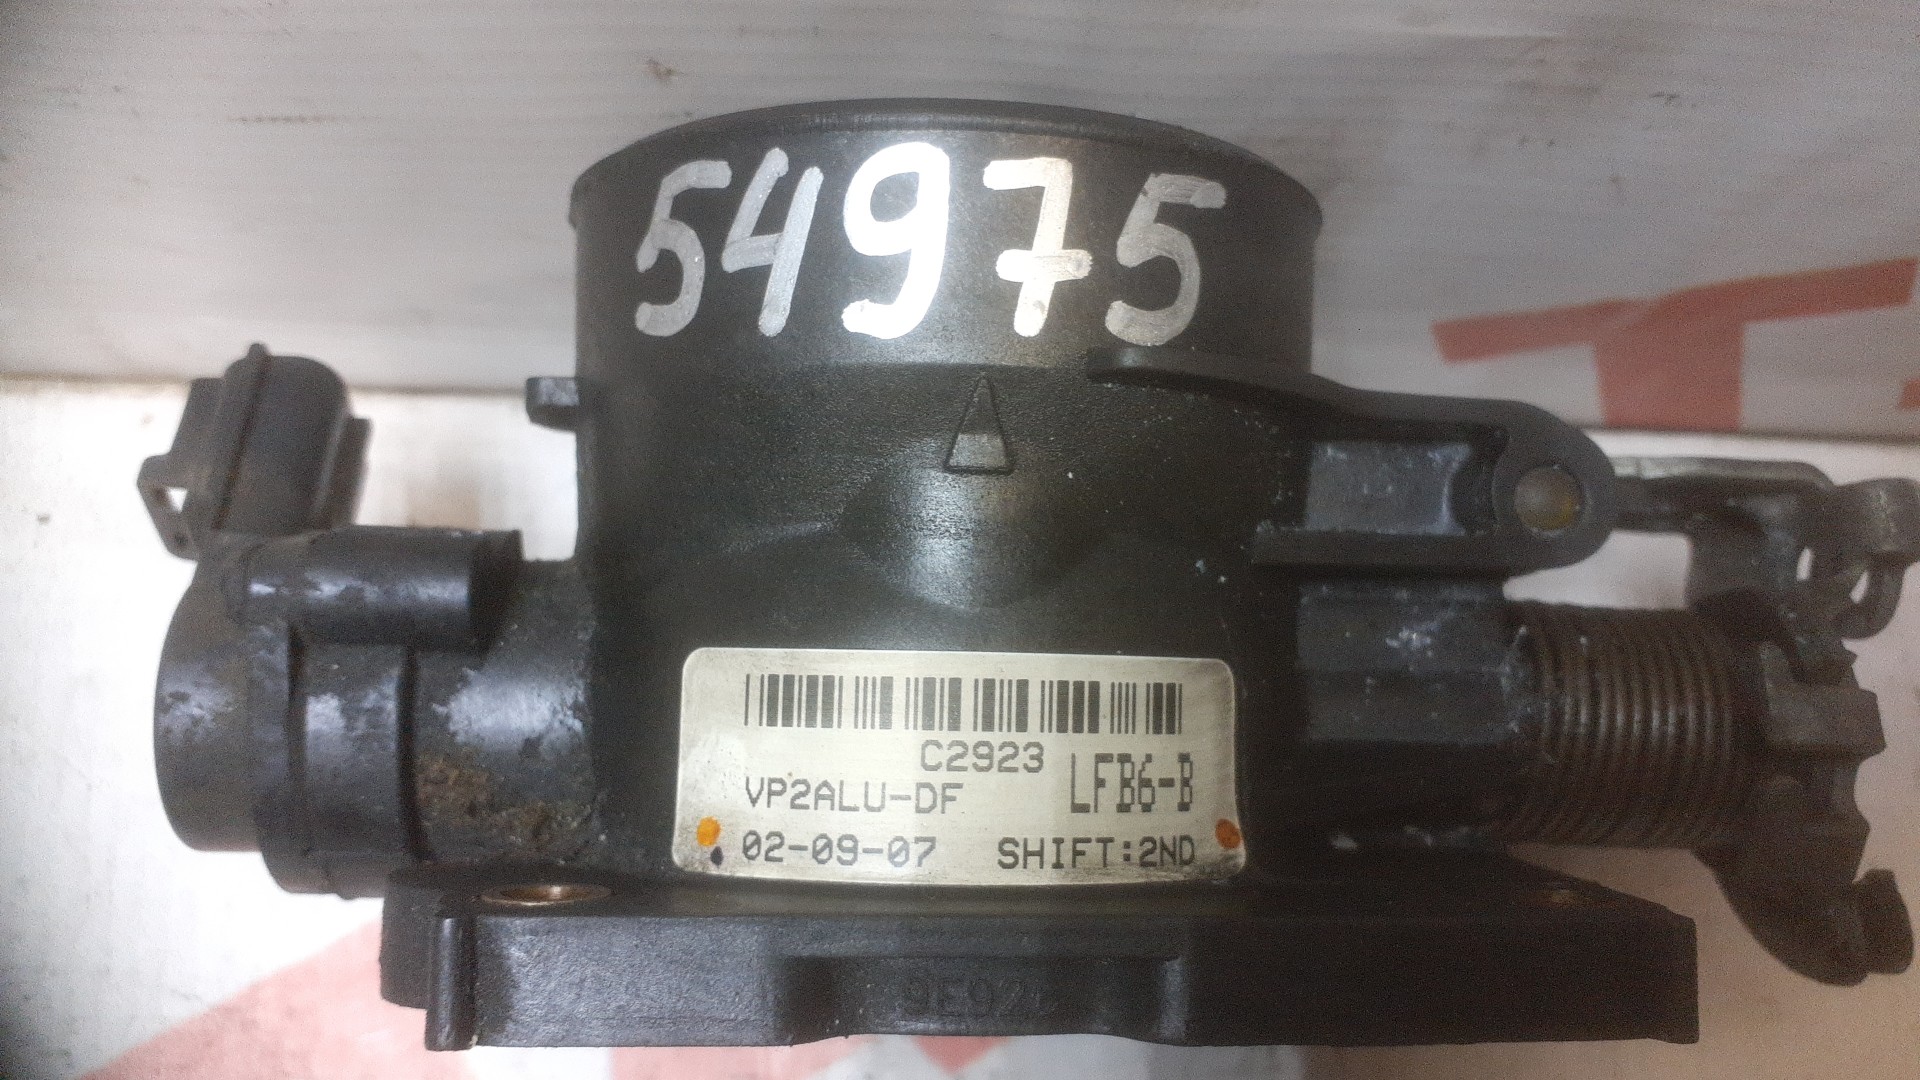 54975
C2923
VP2ALU-DF LFB6-B
02-09-07 SHIFT:2ND